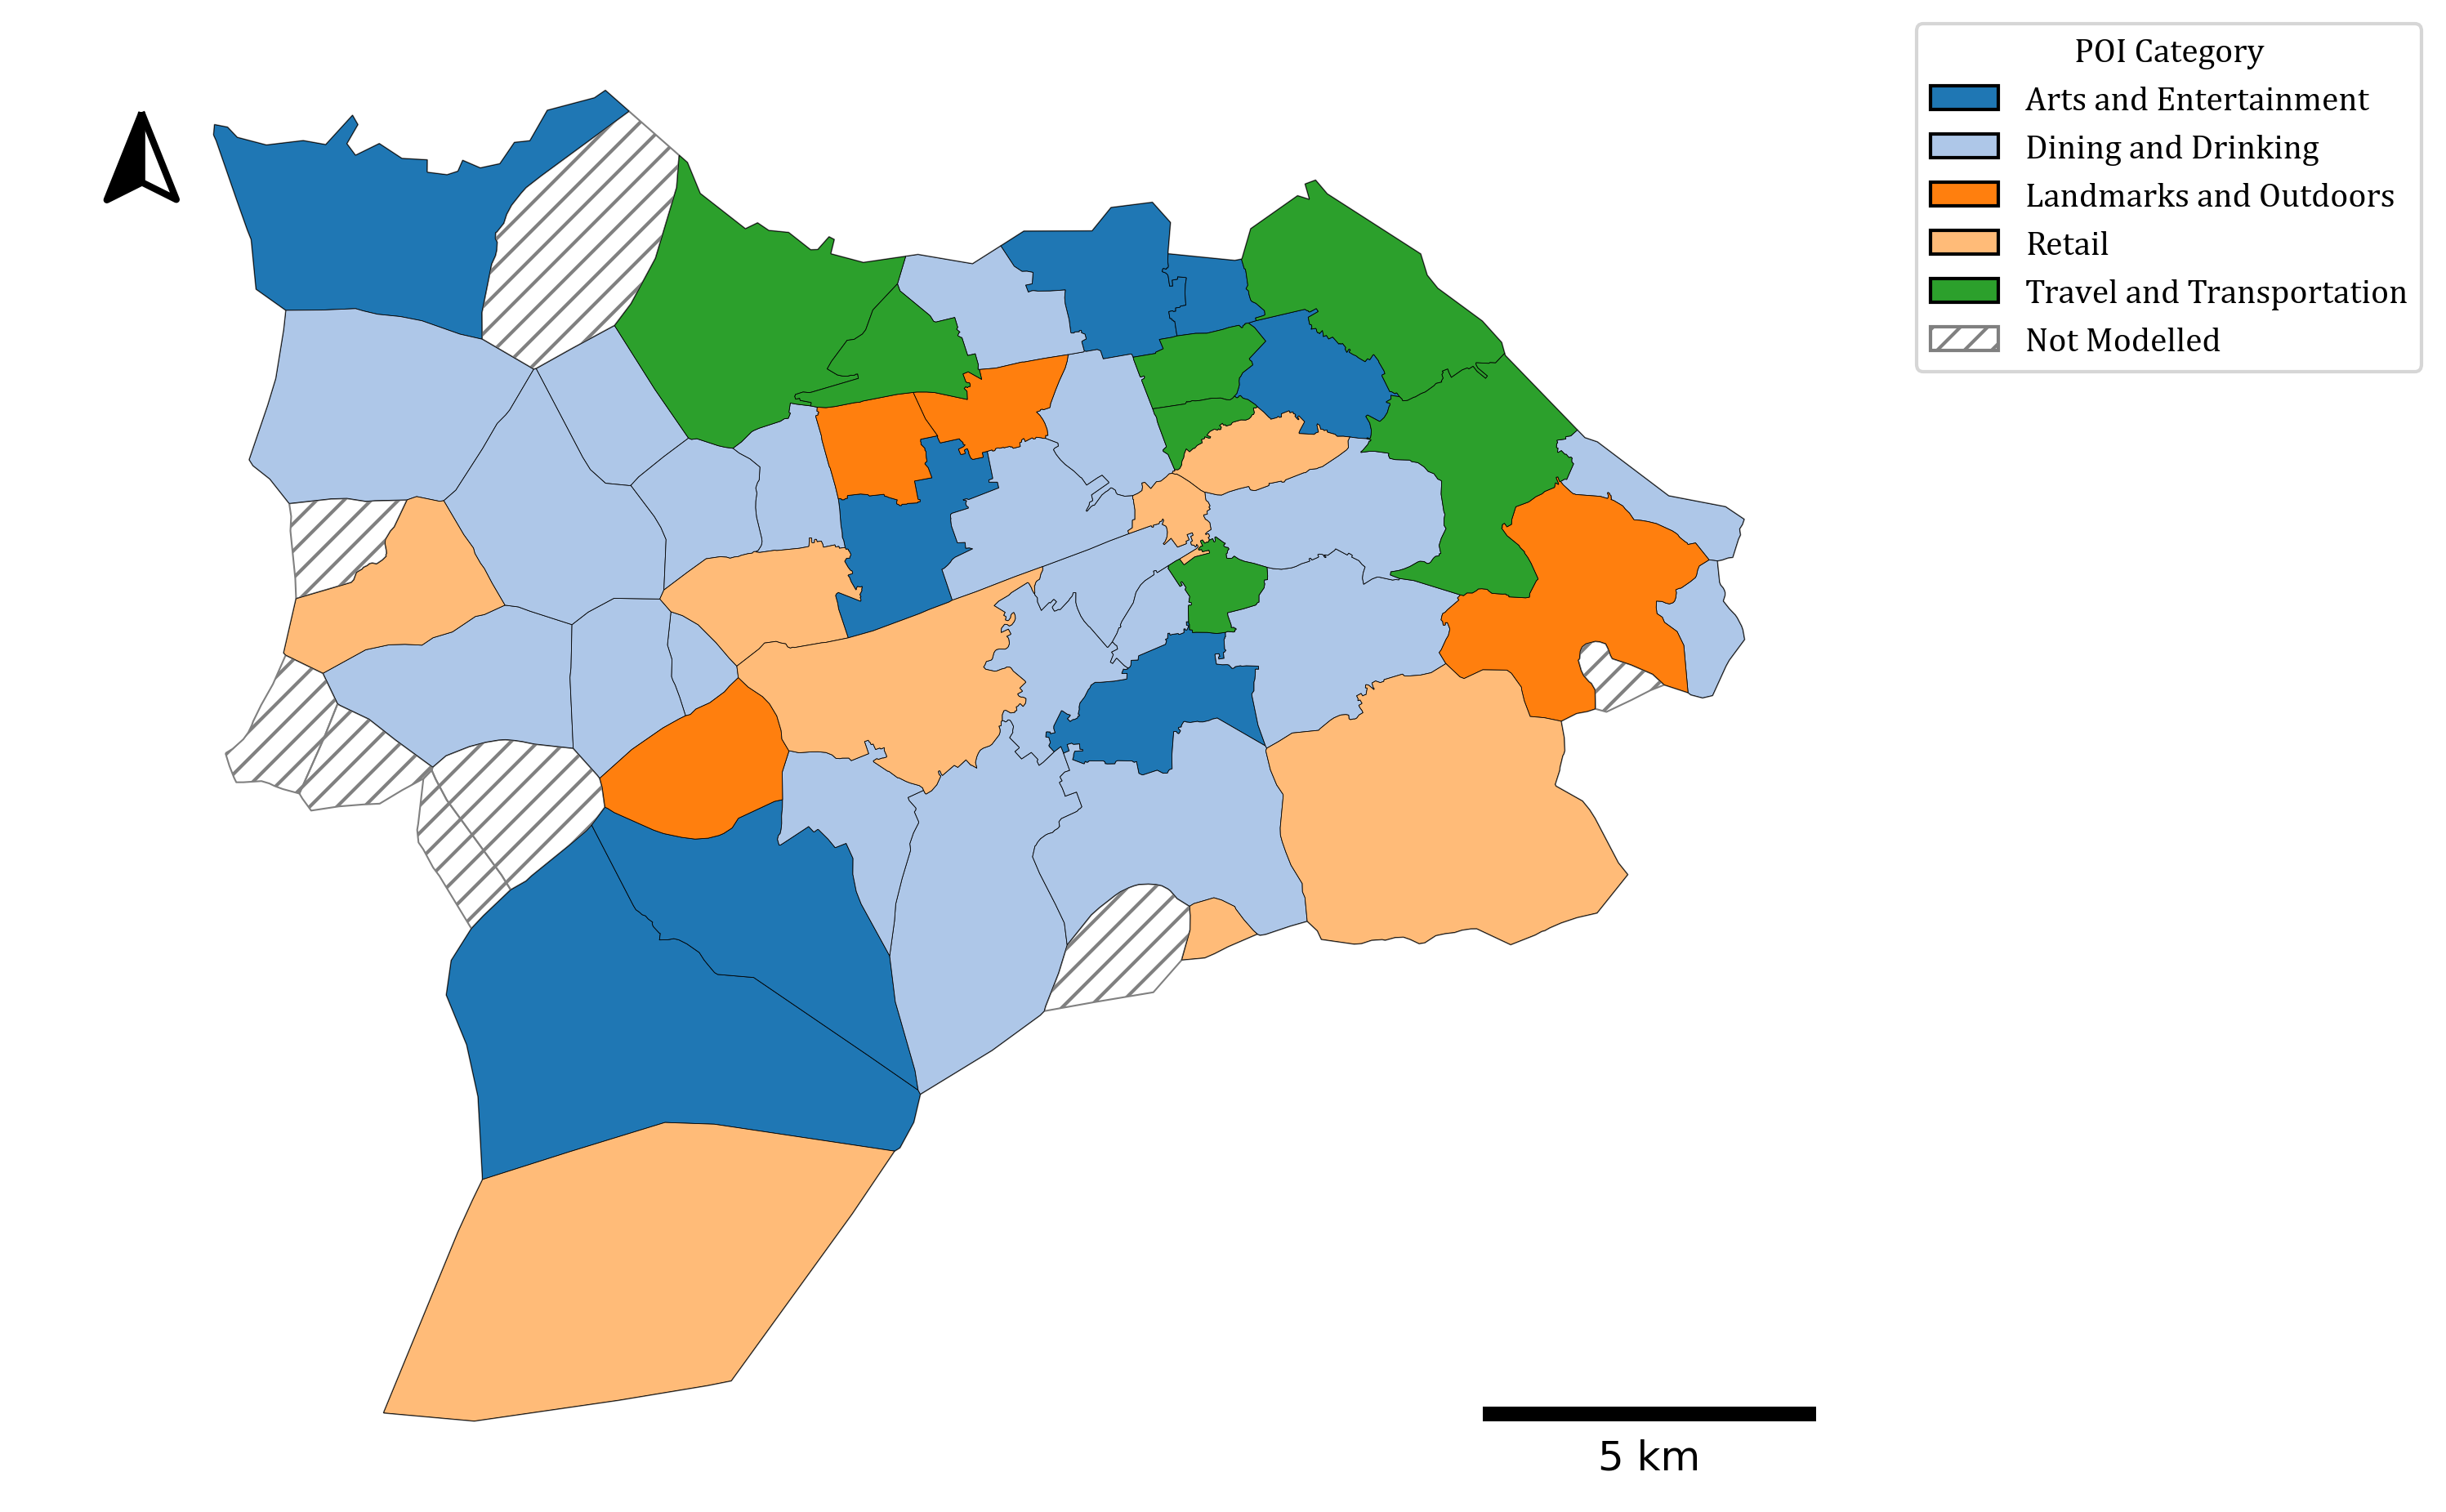 POI Category
Arts and Entertainment
Dining and Drinking
Landmarks and Outdoors
Retail
Travel and Transportation
Not Modelled
5 km